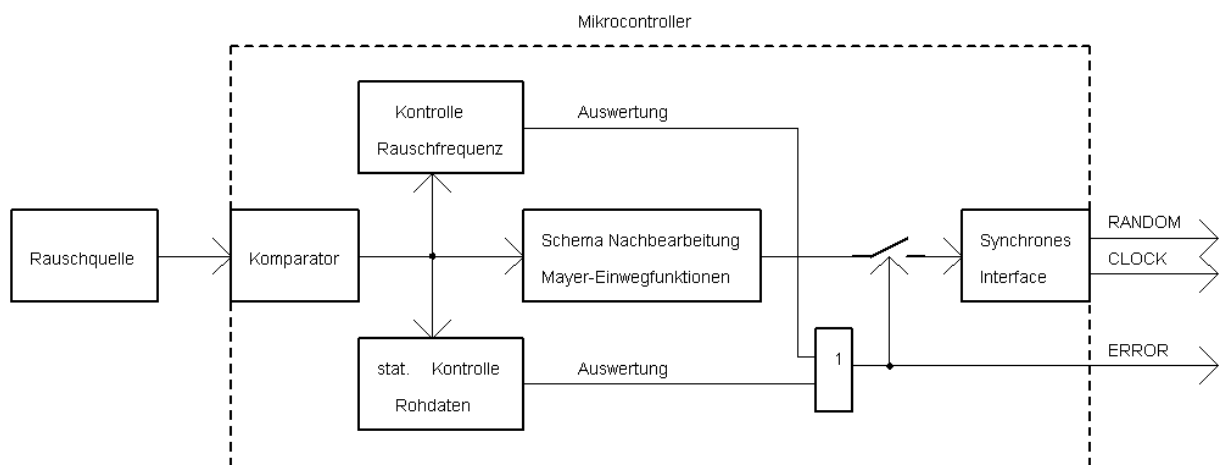 Mikrocontroller
Kontrolle
Rauschfrequenz
Auswertung
Rauschquelle
Komparator
Schema Nachbearbeitung
Mayer-Einwegfunktionen
Synchrones
Interface
RANDOM
CLOCK
stat. Kontrolle
Rohdaten
Auswertung
1
ERROR